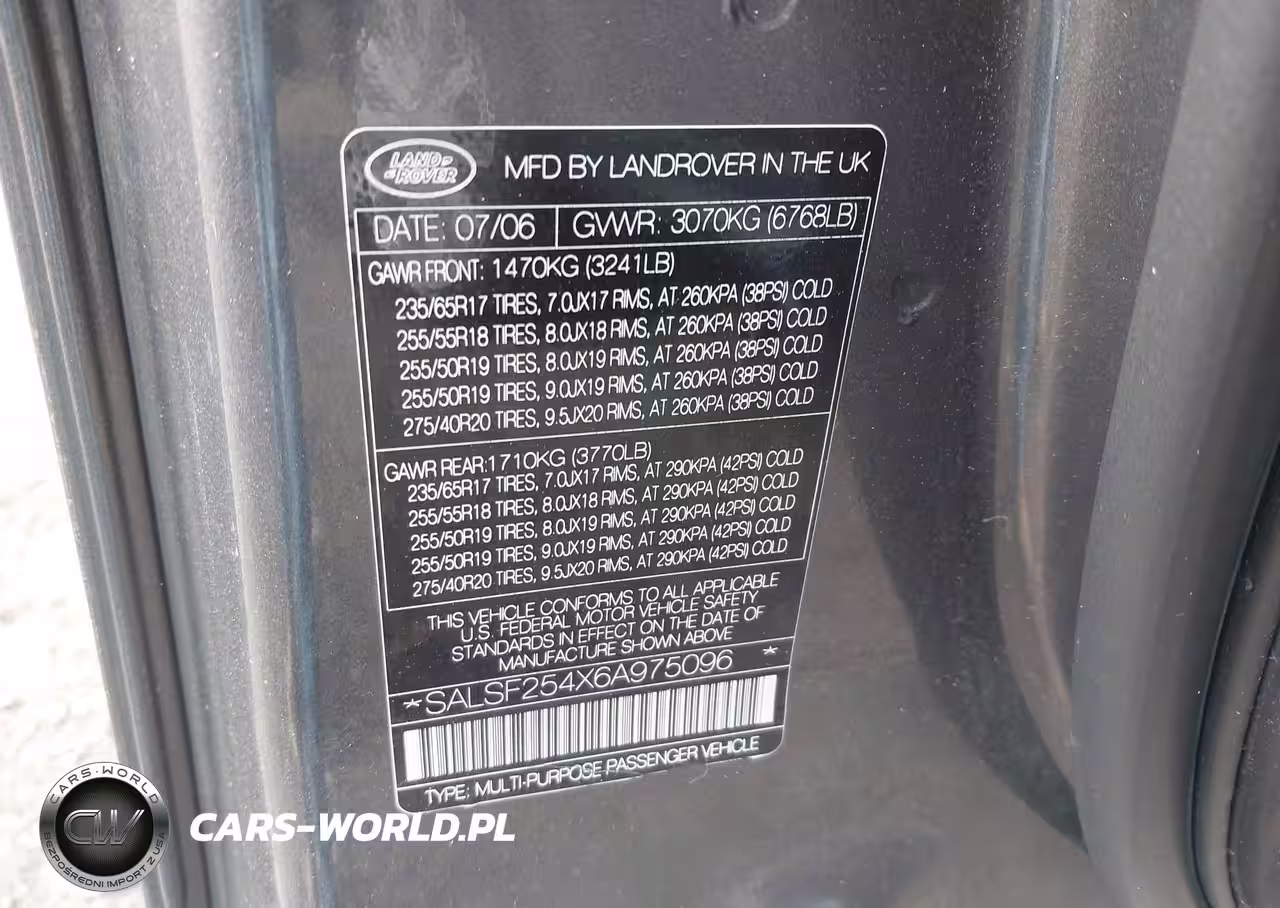 LAND-
-ROVER
MFD BY LANDROVER IN THE UK
DATE: 07/06
GVWR: 3070KG (6768LB)
GAWR FRONT: 1470KG (3241LB)
235/65R17 TIRES, 7.0JX17 RIMS, AT 260KPA (38PSI) COLD
255/55R18 TIRES, 8.0JX18 RIMS, AT 260KPA (38PSI) COLD
255/50R19 TIRES, 8.0JX19 RIMS, AT 260KPA (38PSI) COLD
255/50R19 TIRES, 9.0JX19 RIMS, AT 260KPA (38PSI) COLD
275/40R20 TIRES, 9.5JX20 RIMS, AT 260KPA (38PSI) COLD
GAWR REAR:1710KG (3770LB)
235/65R17 TIRES, 7.0JX17 RIMS, AT 290KPA (42PSI) COLD
255/55R18 TIRES, 8.0JX18 RIMS, AT 290KPA (42PSI) COLD
255/50R19 TIRES, 8.0JX19 RIMS, AT 290KPA (42PSI) COLD
255/50R19 TIRES, 9.0JX19 RIMS, AT 290KPA (42PSI) COLD
275/40R20 TIRES, 9.5JX20 RIMS, AT 290KPA (42PSI) COLD
THIS VEHICLE CONFORMS TO ALL APPLICABLE
U.S. FEDERAL MOTOR VEHICLE SAFETY
STANDARDS IN EFFECT ON THE DATE OF
MANUFACTURE SHOWN ABOVE
*SALSF254X6A975096 *
TYPE: MULTI-PURPOSE PASSENGER VEHICLE
CARS-WORLD
CW
BEZPOŚREDNI IMPORT Z USA
CARS-WORLD.PL